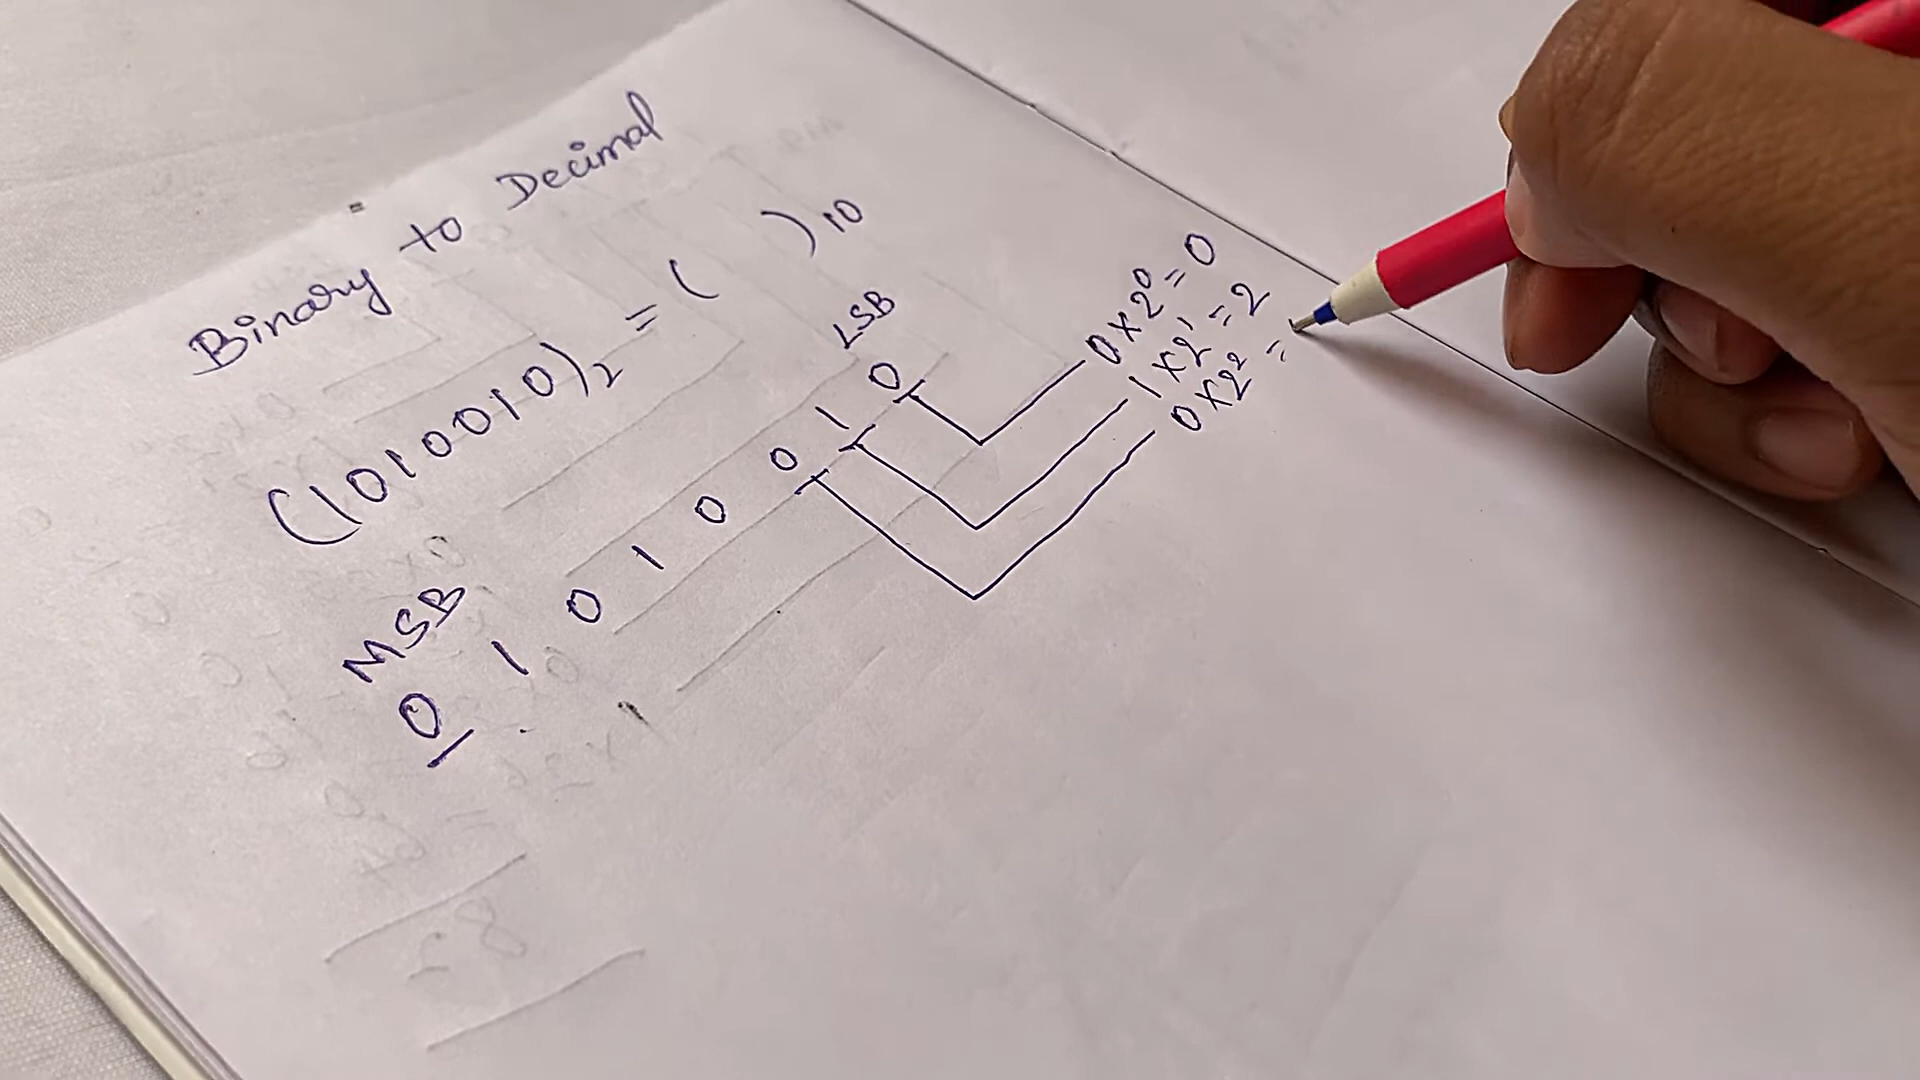 Binary to Decimal
(1010010)₂ = ( )₁₀
MSB LSB
0 1 0 1 0 0 1 0
0 × 2⁰ = 0
1 × 2¹ = 2
0 × 2² =